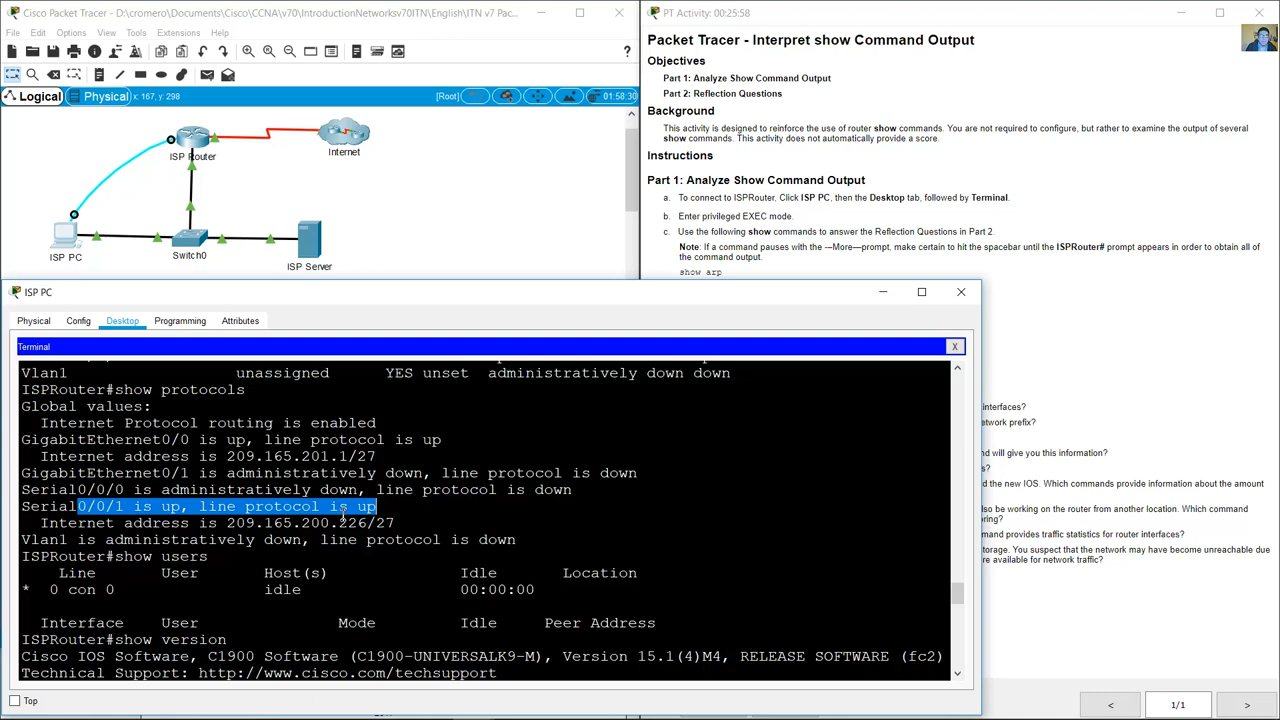 Cisco Packet Tracer - C:\Users\cromero\Documents\Cisco\CCNA\v70\IntroductionNetworksv70ITN\English\ITN v7 Pac...
File Edit Options View Tools Extensions Help
?
Logical Physical x: 167, y: 298 [Root] 01:58:30
ISP Router
Internet
ISP PC
Switch0
ISP Server
PT Activity: 00:25:58
Packet Tracer - Interpret show Command Output
Objectives
Part 1: Analyze Show Command Output
Part 2: Reflection Questions
Background
This activity is designed to reinforce the use of router show commands. You are not required to configure, but rather to examine the output of several
show commands. This activity does not automatically provide a score.
Instructions
Part 1: Analyze Show Command Output
a. To connect to ISPRouter, Click ISP PC, then the Desktop tab, followed by Terminal.
b. Enter privileged EXEC mode.
c. Use the following show commands to answer the Reflection Questions in Part 2.
Note: If a command pauses with the --More—prompt, make certain to hit the spacebar until the ISPRouter# prompt appears in order to obtain all of
the command output.
show arp
interfaces?
etwork prefix?
s?
and will give you this information?
d the new IOS. Which commands provide information about the amount
lso be working on the router from another location. Which command
oring?
mand provides traffic statistics for router interfaces?
torage. You suspect that the network may have become unreachable due
re available for network traffic?
< 1/1 >
ISP PC
Physical Config Desktop Programming Attributes
Terminal
X
Vlan1 unassigned YES unset administratively down down
ISPRouter#show protocols
Global values:
Internet Protocol routing is enabled
GigabitEthernet0/0 is up, line protocol is up
Internet address is 209.165.201.1/27
GigabitEthernet0/1 is administratively down, line protocol is down
Serial0/0/0 is administratively down, line protocol is down
Serial0/0/1 is up, line protocol is up
Internet address is 209.165.200.226/27
Vlan1 is administratively down, line protocol is down
ISPRouter#show users
Line User Host(s) Idle Location
* 0 con 0 idle 00:00:00
Interface User Mode Idle Peer Address
ISPRouter#show version
Cisco IOS Software, C1900 Software (C1900-UNIVERSALK9-M), Version 15.1(4)M4, RELEASE SOFTWARE (fc2)
Technical Support: http://www.cisco.com/techsupport
Top